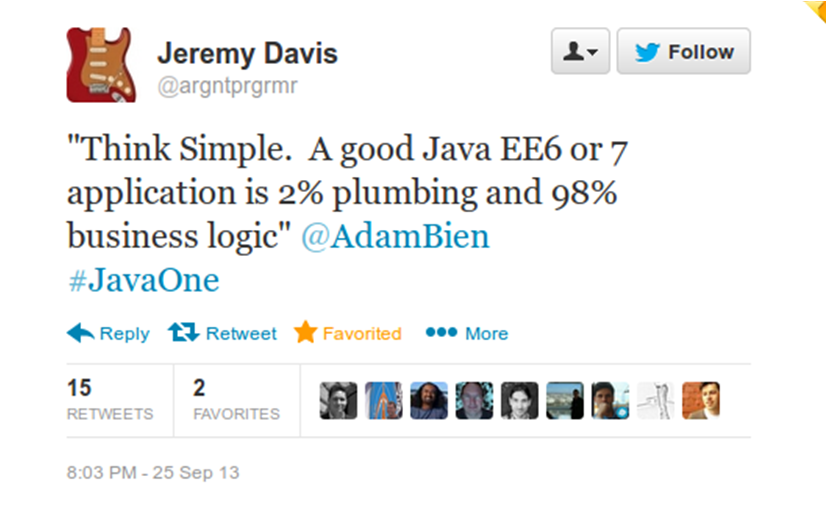 Jeremy Davis
@argntprgrmr
Follow
"Think Simple.  A good Java EE6 or 7
application is 2% plumbing and 98%
business logic" @AdamBien
#JavaOne
Reply Retweet Favorited More
15 2
RETWEETS FAVORITES
8:03 PM - 25 Sep 13